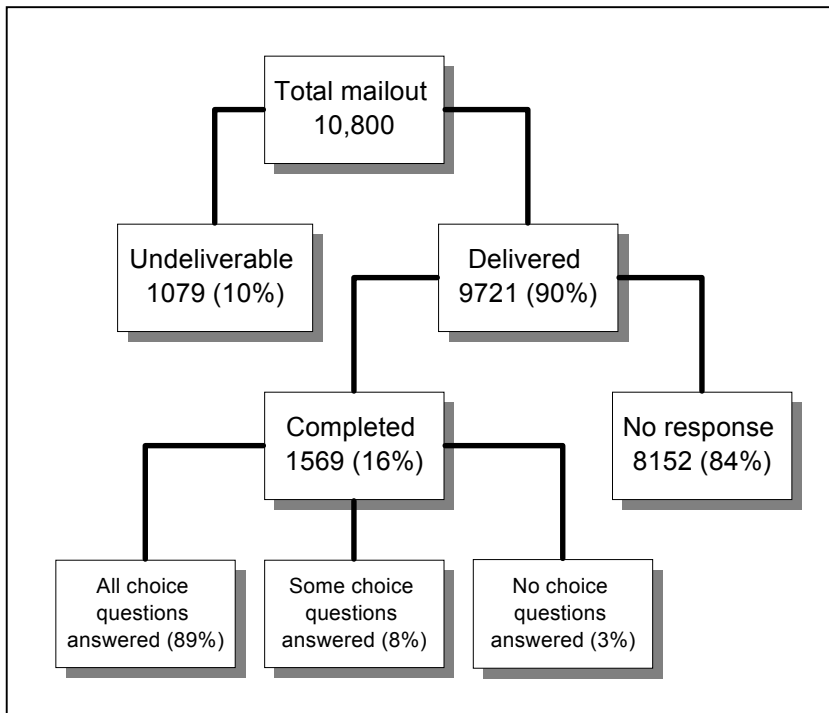 Total mailout
10,800
Undeliverable
1079 (10%)
Delivered
9721 (90%)
Completed
1569 (16%)
No response
8152 (84%)
All choice
questions
answered (89%)
Some choice
questions
answered (8%)
No choice
questions
answered (3%)